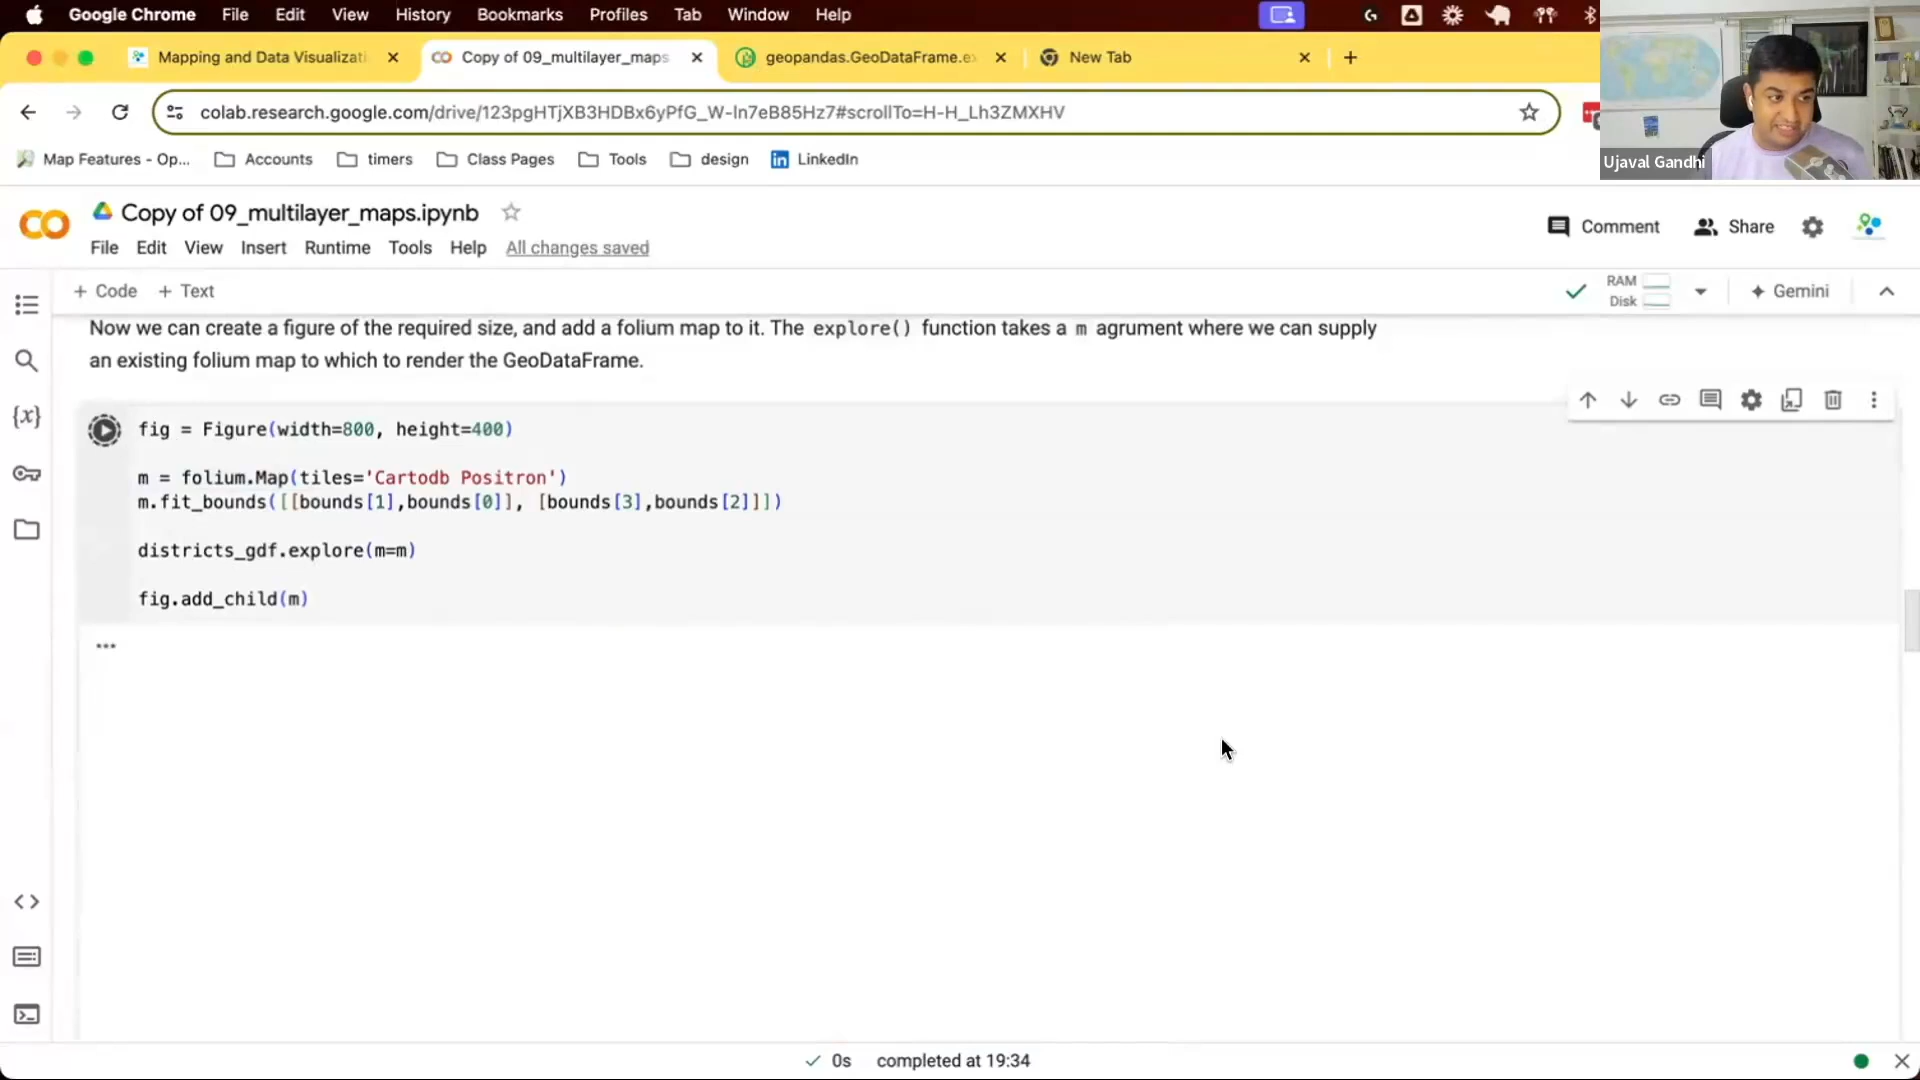 Google Chrome File Edit View History Bookmarks Profiles Tab Window Help
Mapping and Data Visualizati
Copy of 09_multilayer_maps
geopandas.GeoDataFrame.ex
New Tab
colab.research.google.com/drive/123pgHTjXB3HDBx6yPfG_W-ln7eB85Hz7#scrollTo=H-H_Lh3ZMXHV
Map Features - Op... Accounts timers Class Pages Tools design LinkedIn
Ujaval Gandhi
Copy of 09_multilayer_maps.ipynb
File Edit View Insert Runtime Tools Help All changes saved
Comment Share
+ Code + Text
RAM
Disk
Gemini
Now we can create a figure of the required size, and add a folium map to it. The explore() function takes a m agrument where we can supply
an existing folium map to which to render the GeoDataFrame.
fig = Figure(width=800, height=400)
m = folium.Map(tiles='Cartodb Positron')
m.fit_bounds([[bounds[1],bounds[0]], [bounds[3],bounds[2]]])
districts_gdf.explore(m=m)
fig.add_child(m)
0s completed at 19:34